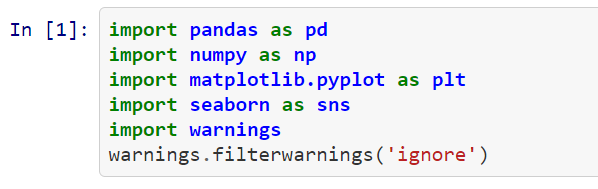 In [1]: import pandas as pd
import numpy as np
import matplotlib.pyplot as plt
import seaborn as sns
import warnings
warnings.filterwarnings('ignore')